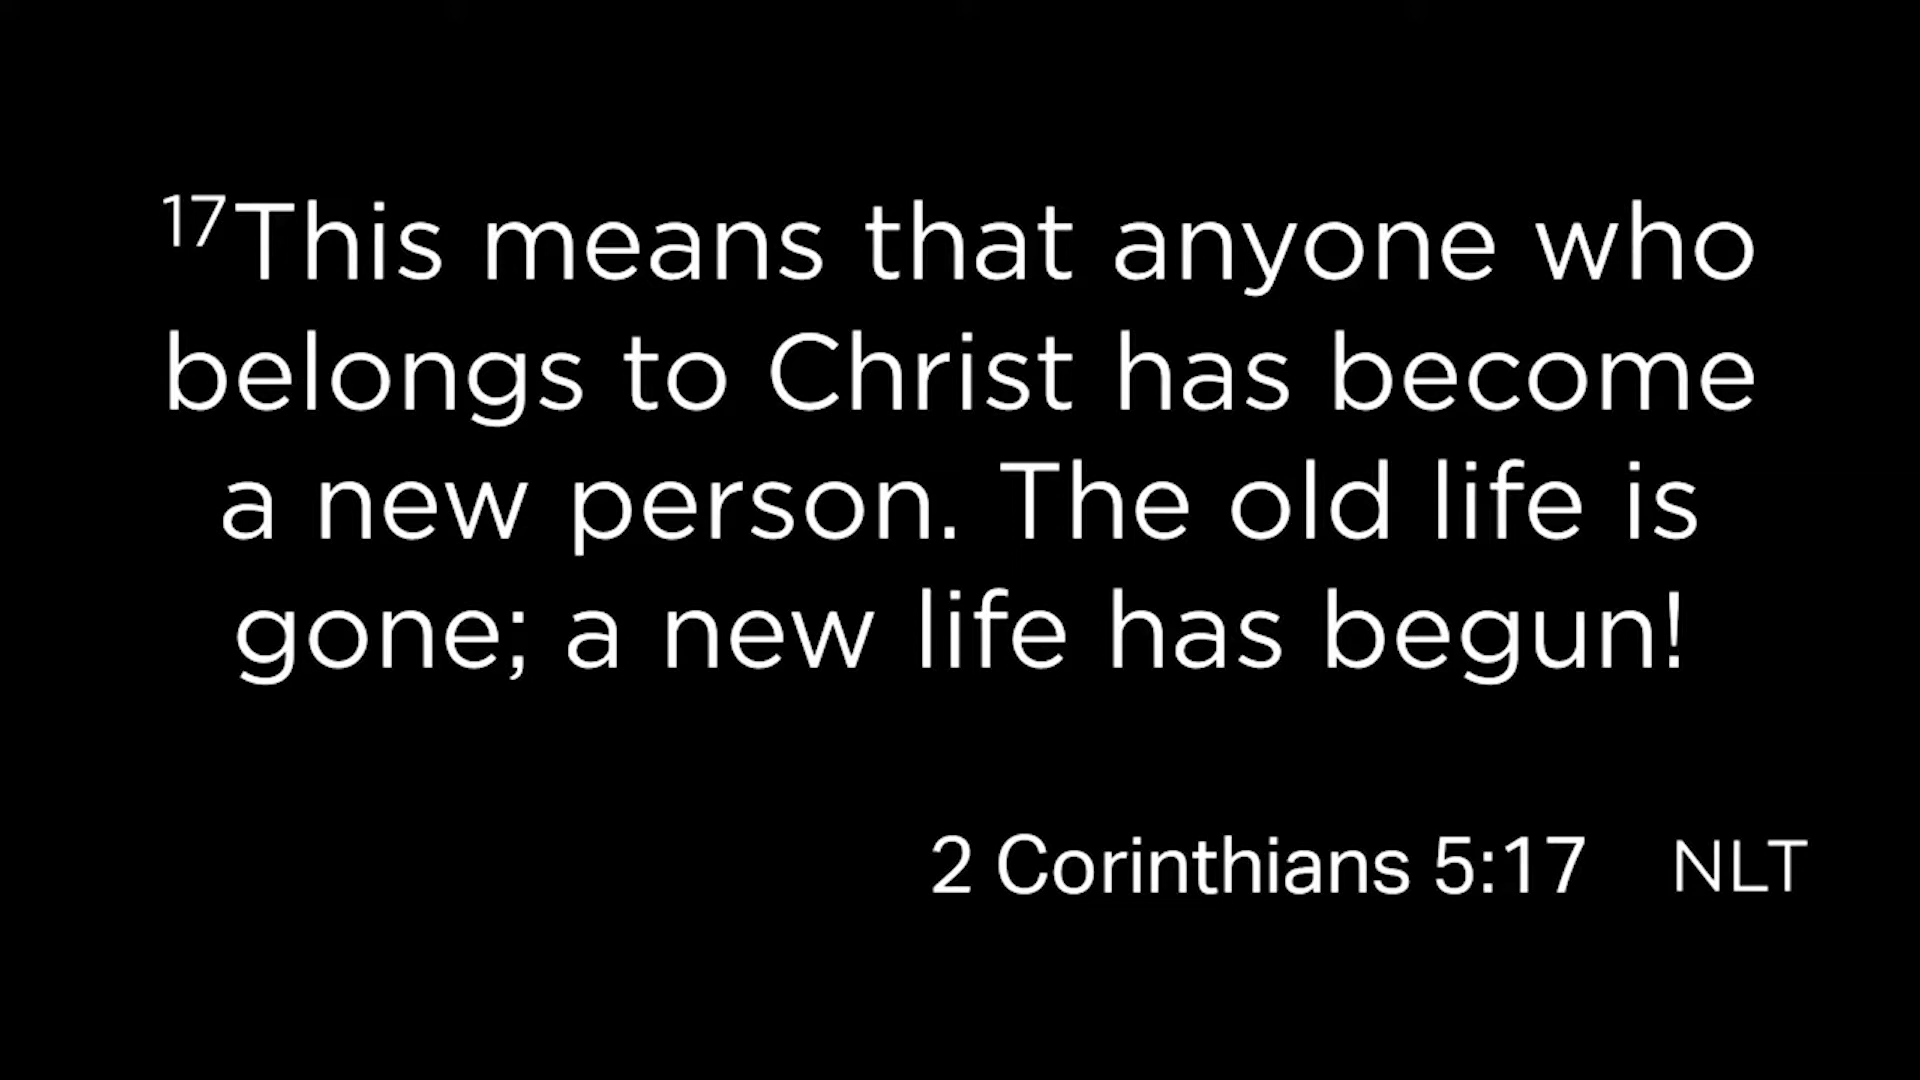 ¹⁷This means that anyone who
belongs to Christ has become
a new person. The old life is
gone; a new life has begun!
2 Corinthians 5:17 NLT